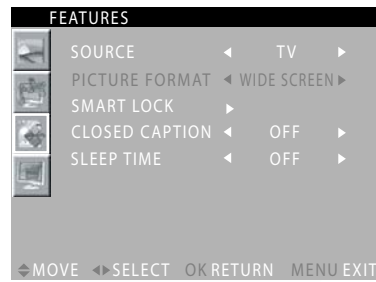 FEATURES
SOURCE TV
PICTURE FORMAT WIDE SCREEN
SMART LOCK
CLOSED CAPTION OFF
SLEEP TIME OFF
MOVE SELECT OK RETURN MENU EXIT